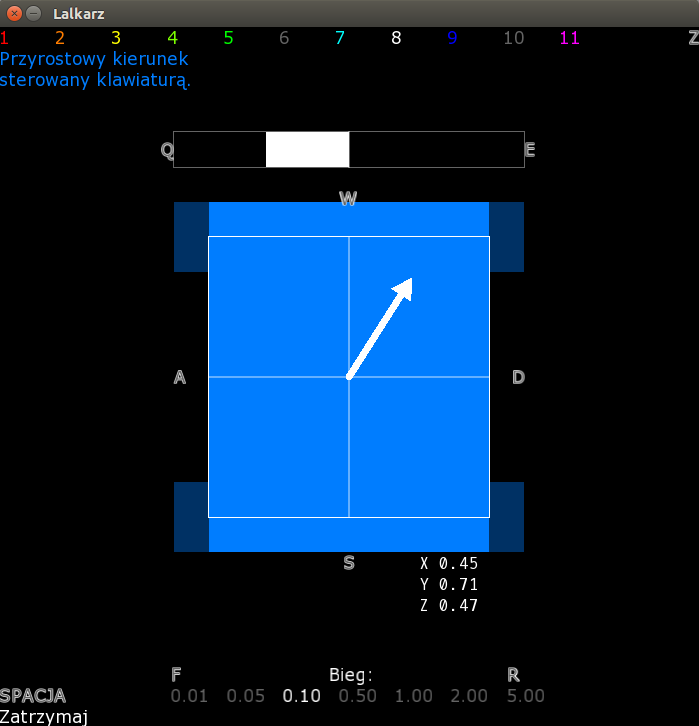 Lalkarz
1 2 3 4 5 6 7 8 9 10 11 Z
Przyrostowy kierunek
sterowany klawiaturą.
Q E
W
A D
S
X 0.45
Y 0.71
Z 0.47
F Bieg: R
SPACJA 0.01 0.05 0.10 0.50 1.00 2.00 5.00
Zatrzymaj